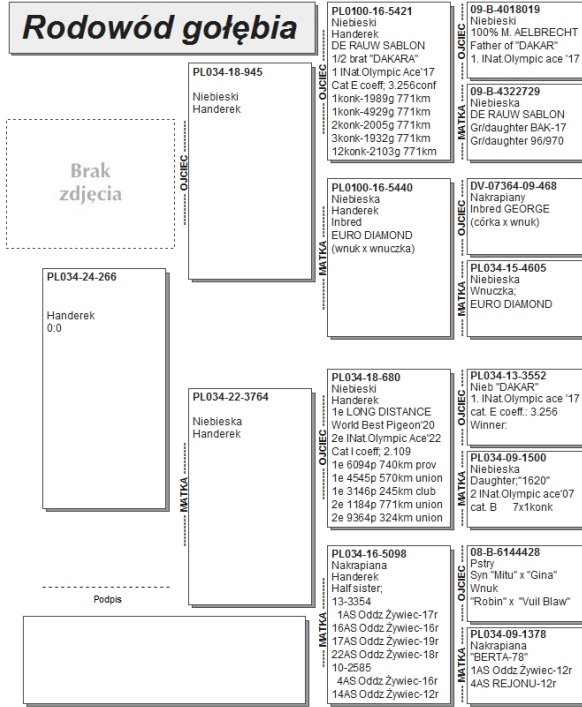 Rodowód gołębia
Brak
zdjęcia
PL034-24-266
Handerek
0:0
Podpis
OJCIEC
PL034-18-945
Niebieski
Handerek
MATKA
PL034-22-3764
Niebieska
Handerek
OJCIEC
PL0100-16-5421
Niebieski
Handerek
DE RAUW SABLON
1/2 brat "DAKARA"
1 INat.Olympic Ace'17
Cat E coeff; 3.256conf
1konk-1989g 771km
1konk-4929g 771km
2konk-2005g 771km
3konk-1932g 771km
12konk-2103g 771km
MATKA
PL0100-16-5440
Niebieska
Handerek
Inbred
EURO DIAMOND
(wnuk x wnuczka)
OJCIEC
PL034-18-680
Niebieski
Handerek
1e LONG DISTANCE
World Best Pigeon'20
2e INat.Olympic Ace'22
Cat I coeff; 2.109
1e 6094p 740km prov
1e 4545p 570km union
1e 3146p 245km club
2e 1184p 771km union
2e 9364p 324km union
MATKA
PL034-16-5098
Nakrapiana
Handerek
Half sister;
13-3354
1AS Oddz Żywiec-17r
16AS Oddz Żywiec-16r
17AS Oddz Żywiec-19r
22AS Oddz Żywiec-18r
10-2585
4AS Oddz Żywiec-16r
14AS Oddz Żywiec-12r
OJCIEC
09-B-4018019
Niebieski
100% M. AELBRECHT
Father of "DAKAR"
1. INat.Olympic ace '17
MATKA
09-B-4322729
Niebieska
DE RAUW SABLON
Gr/daughter BAK-17
Gr/daughter 96/970
OJCIEC
DV-07364-09-468
Nakrapiany
Inbred GEORGE
(córka x wnuk)
MATKA
PL034-15-4605
Niebieska
Wnuczka;
EURO DIAMOND
OJCIEC
PL034-13-3552
Nieb "DAKAR"
1. INat.Olympic ace '17
cat. E coeff.: 3.256
Winner:
MATKA
PL034-09-1500
Niebieska
Daughter;"1620"
2 INat.Olympic ace'07
cat. B 7x1konk
OJCIEC
08-B-6144428
Pstry
Syn "Mitu" x "Gina"
Wnuk
"Robin" x "Vuil Blaw"
MATKA
PL034-09-1378
Nakrapiana
"BERTA-78"
1AS Oddz Żywiec-12r
4AS REJONU-12r